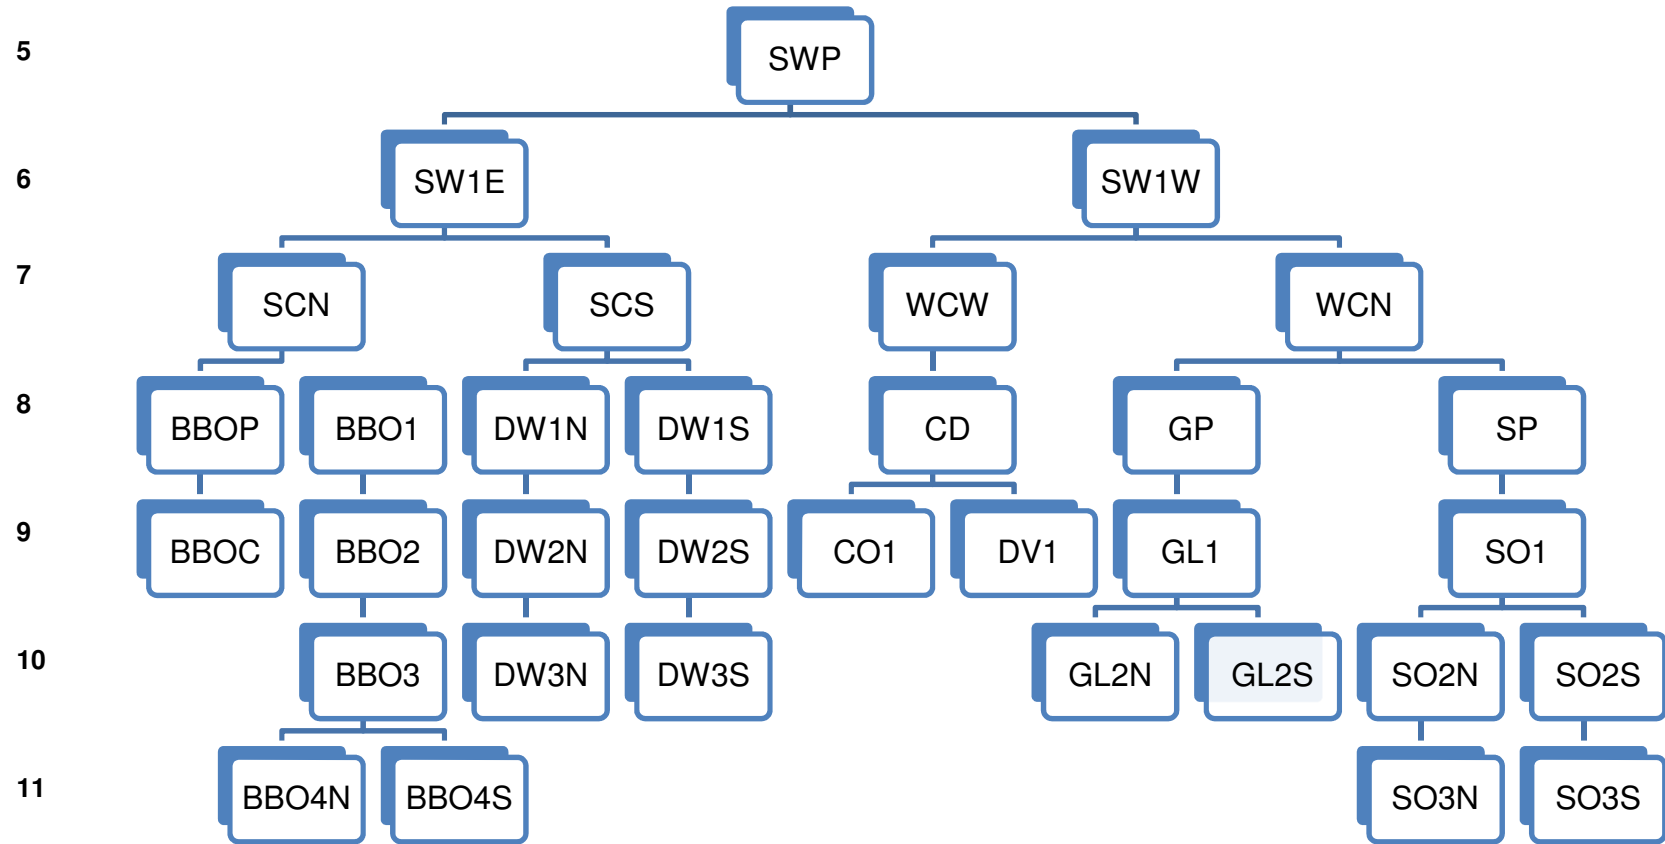 5 SWP
6 SW1E SW1W
7 SCN SCS WCW WCN
8 BBOP BBO1 DW1N DW1S CD GP SP
9 BBOC BBO2 DW2N DW2S CO1 DV1 GL1 SO1
10 BBO3 DW3N DW3S GL2N GL2S SO2N SO2S
11 BBO4N BBO4S SO3N SO3S